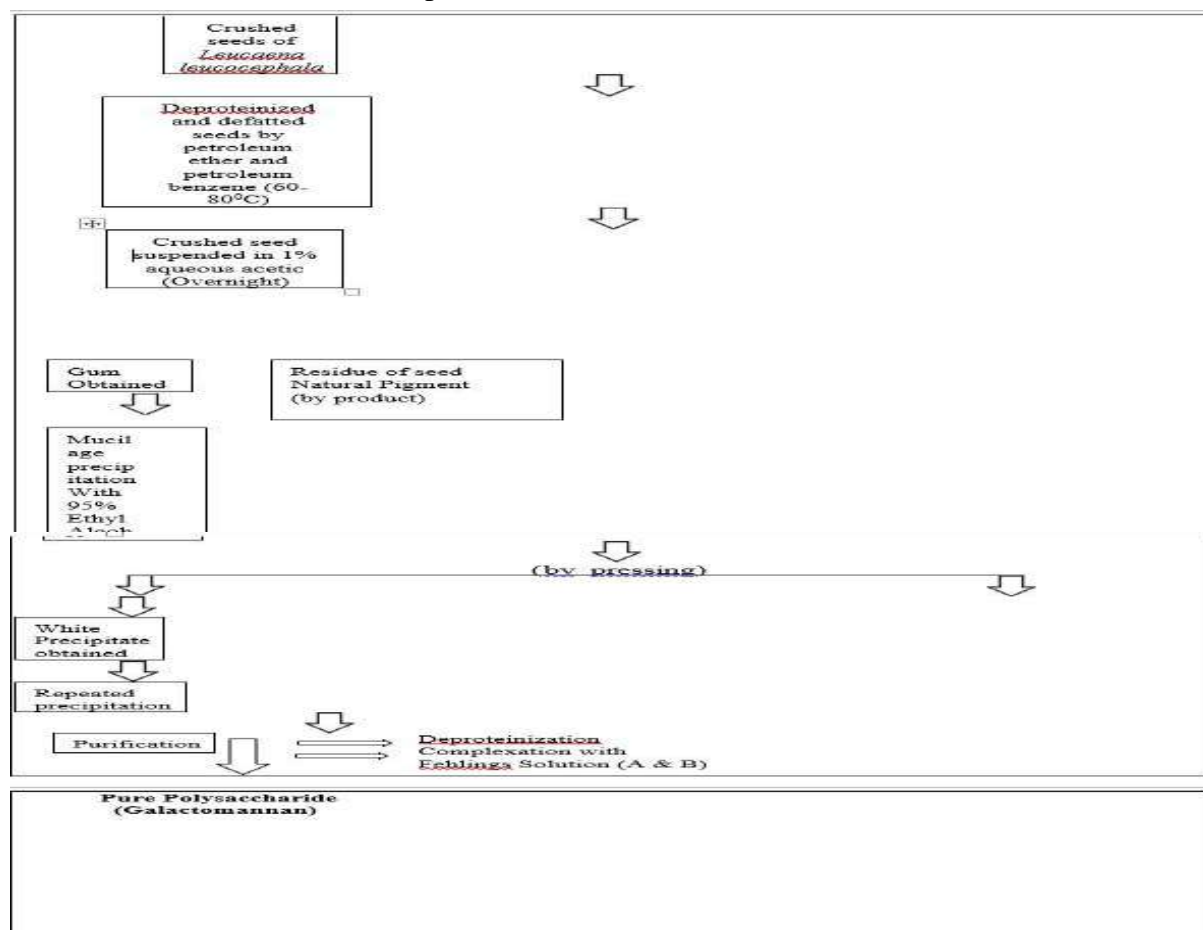 Crushed
seeds of
Leucaena
leucocephala
Deproteinized
and defatted
seeds by
petroleum
ether and
petroleum
benzene (60-
80⁰C)
Crushed seed
suspended in 1%
aqueous acetic
(Overnight)
Gum
Obtained
Residue of seed
Natural Pigment
(by product)
Mucil
age
precip
itation
With
95%
Ethyl
(by pressing)
White
Precipitate
obtained
Repeated
precipitation
Purification
Deproteinization
Complexation with
Fehlings Solution (A & B)
Pure Polysaccharide
(Galactomannan)